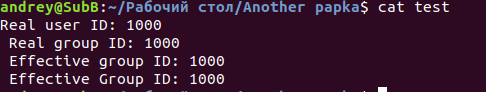 andrey@SubB:~/Рабочий стол/Another papka$ cat test
Real user ID: 1000
Real group ID: 1000
Effective group ID: 1000
Effective Group ID: 1000